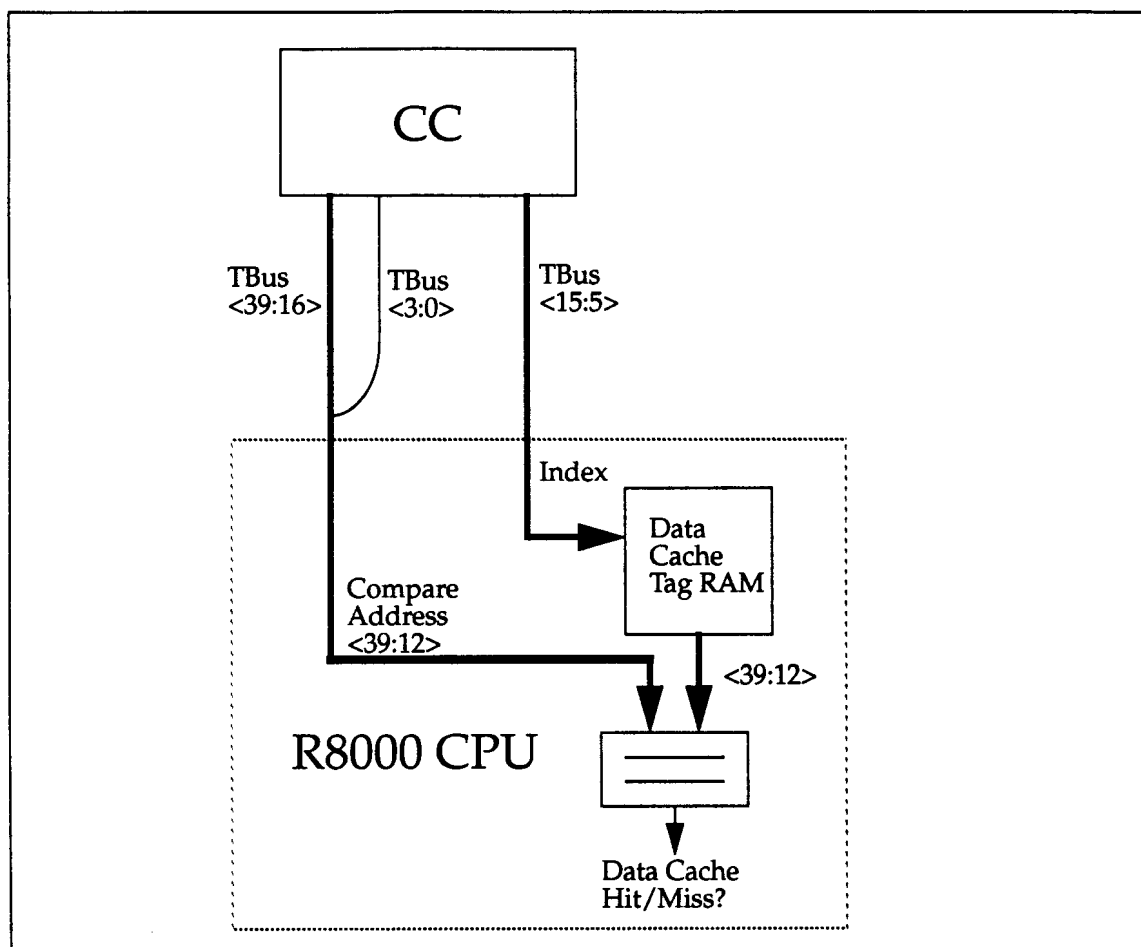 CC
TBus
<39:16>
TBus
<3:0>
TBus
<15:5>
Index
Data
Cache
Tag RAM
Compare
Address
<39:12>
<39:12>
R8000 CPU
Data Cache
Hit/Miss?